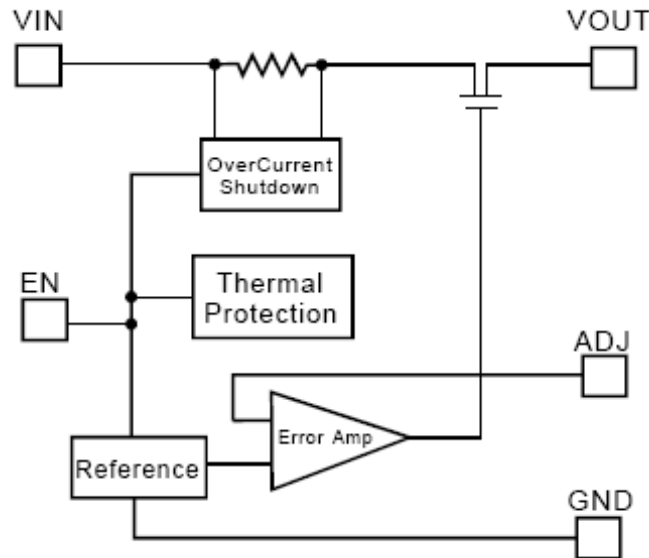 VIN
VOUT
OverCurrent
Shutdown
EN
Thermal
Protection
ADJ
Error Amp
Reference
GND